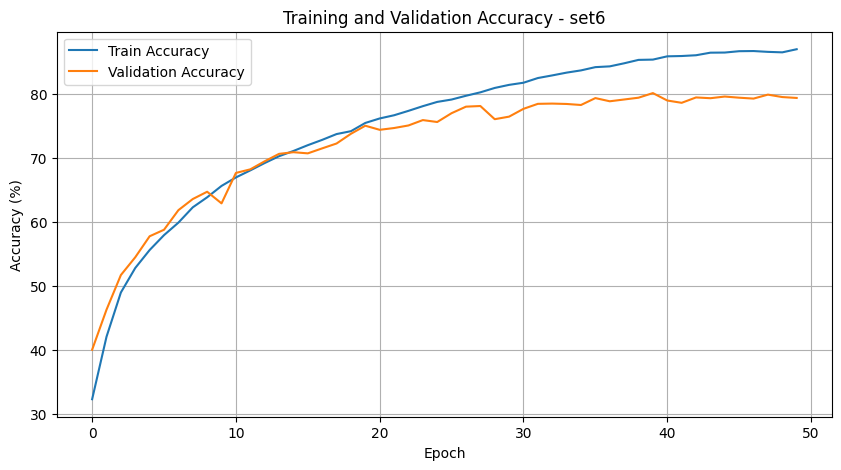 Training and Validation Accuracy - set6
Train Accuracy
Validation Accuracy
Accuracy (%)
80
70
60
50
40
30
0 10 20 30 40 50
Epoch